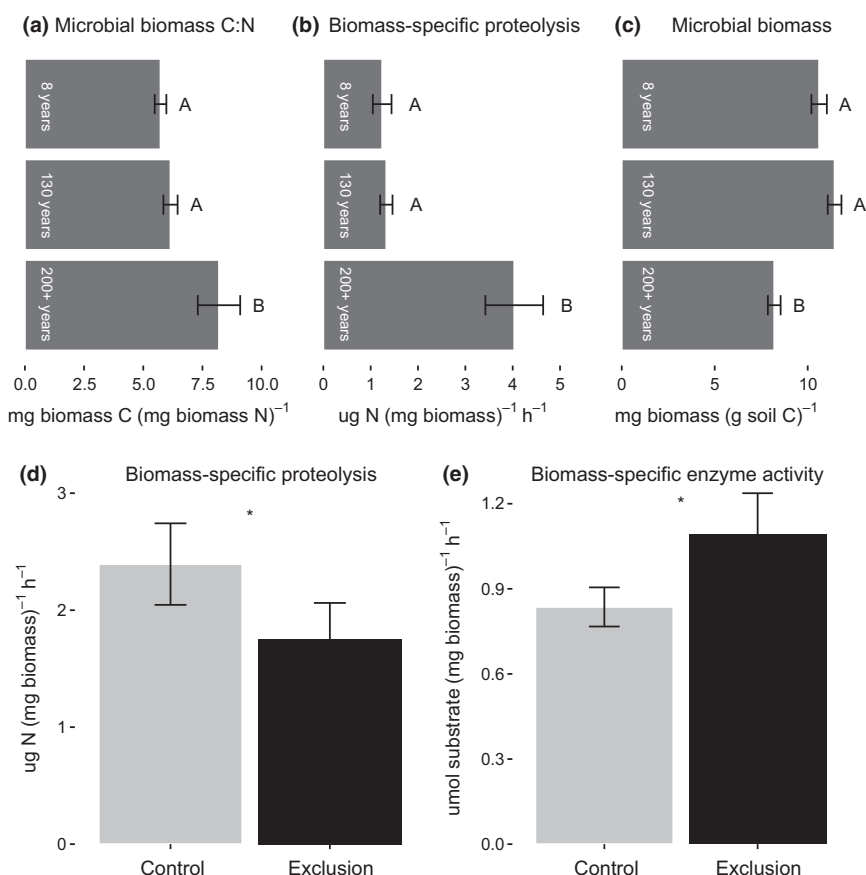 (a) Microbial biomass C:N
8 years
A
130 years
A
200+ years
B
0.0 2.5 5.0 7.5 10.0
mg biomass C (mg biomass N)⁻¹
(b) Biomass-specific proteolysis
8 years
A
130 years
A
200+ years
B
0 1 2 3 4 5
ug N (mg biomass)⁻¹ h⁻¹
(c) Microbial biomass
8 years
A
130 years
A
200+ years
B
0 5 10
mg biomass (g soil C)⁻¹
(d) Biomass-specific proteolysis
*
3
2
1
0
ug N (mg biomass)⁻¹ h⁻¹
Control Exclusion
(e) Biomass-specific enzyme activity
*
1.2
0.9
0.6
0.3
0.0
umol substrate (mg biomass)⁻¹ h⁻¹
Control Exclusion